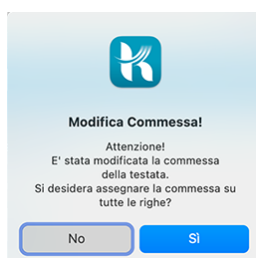 Modifica Commessa!
Attenzione!
E' stata modificata la commessa
della testata.
Si desidera assegnare la commessa su
tutte le righe?
No
Sì